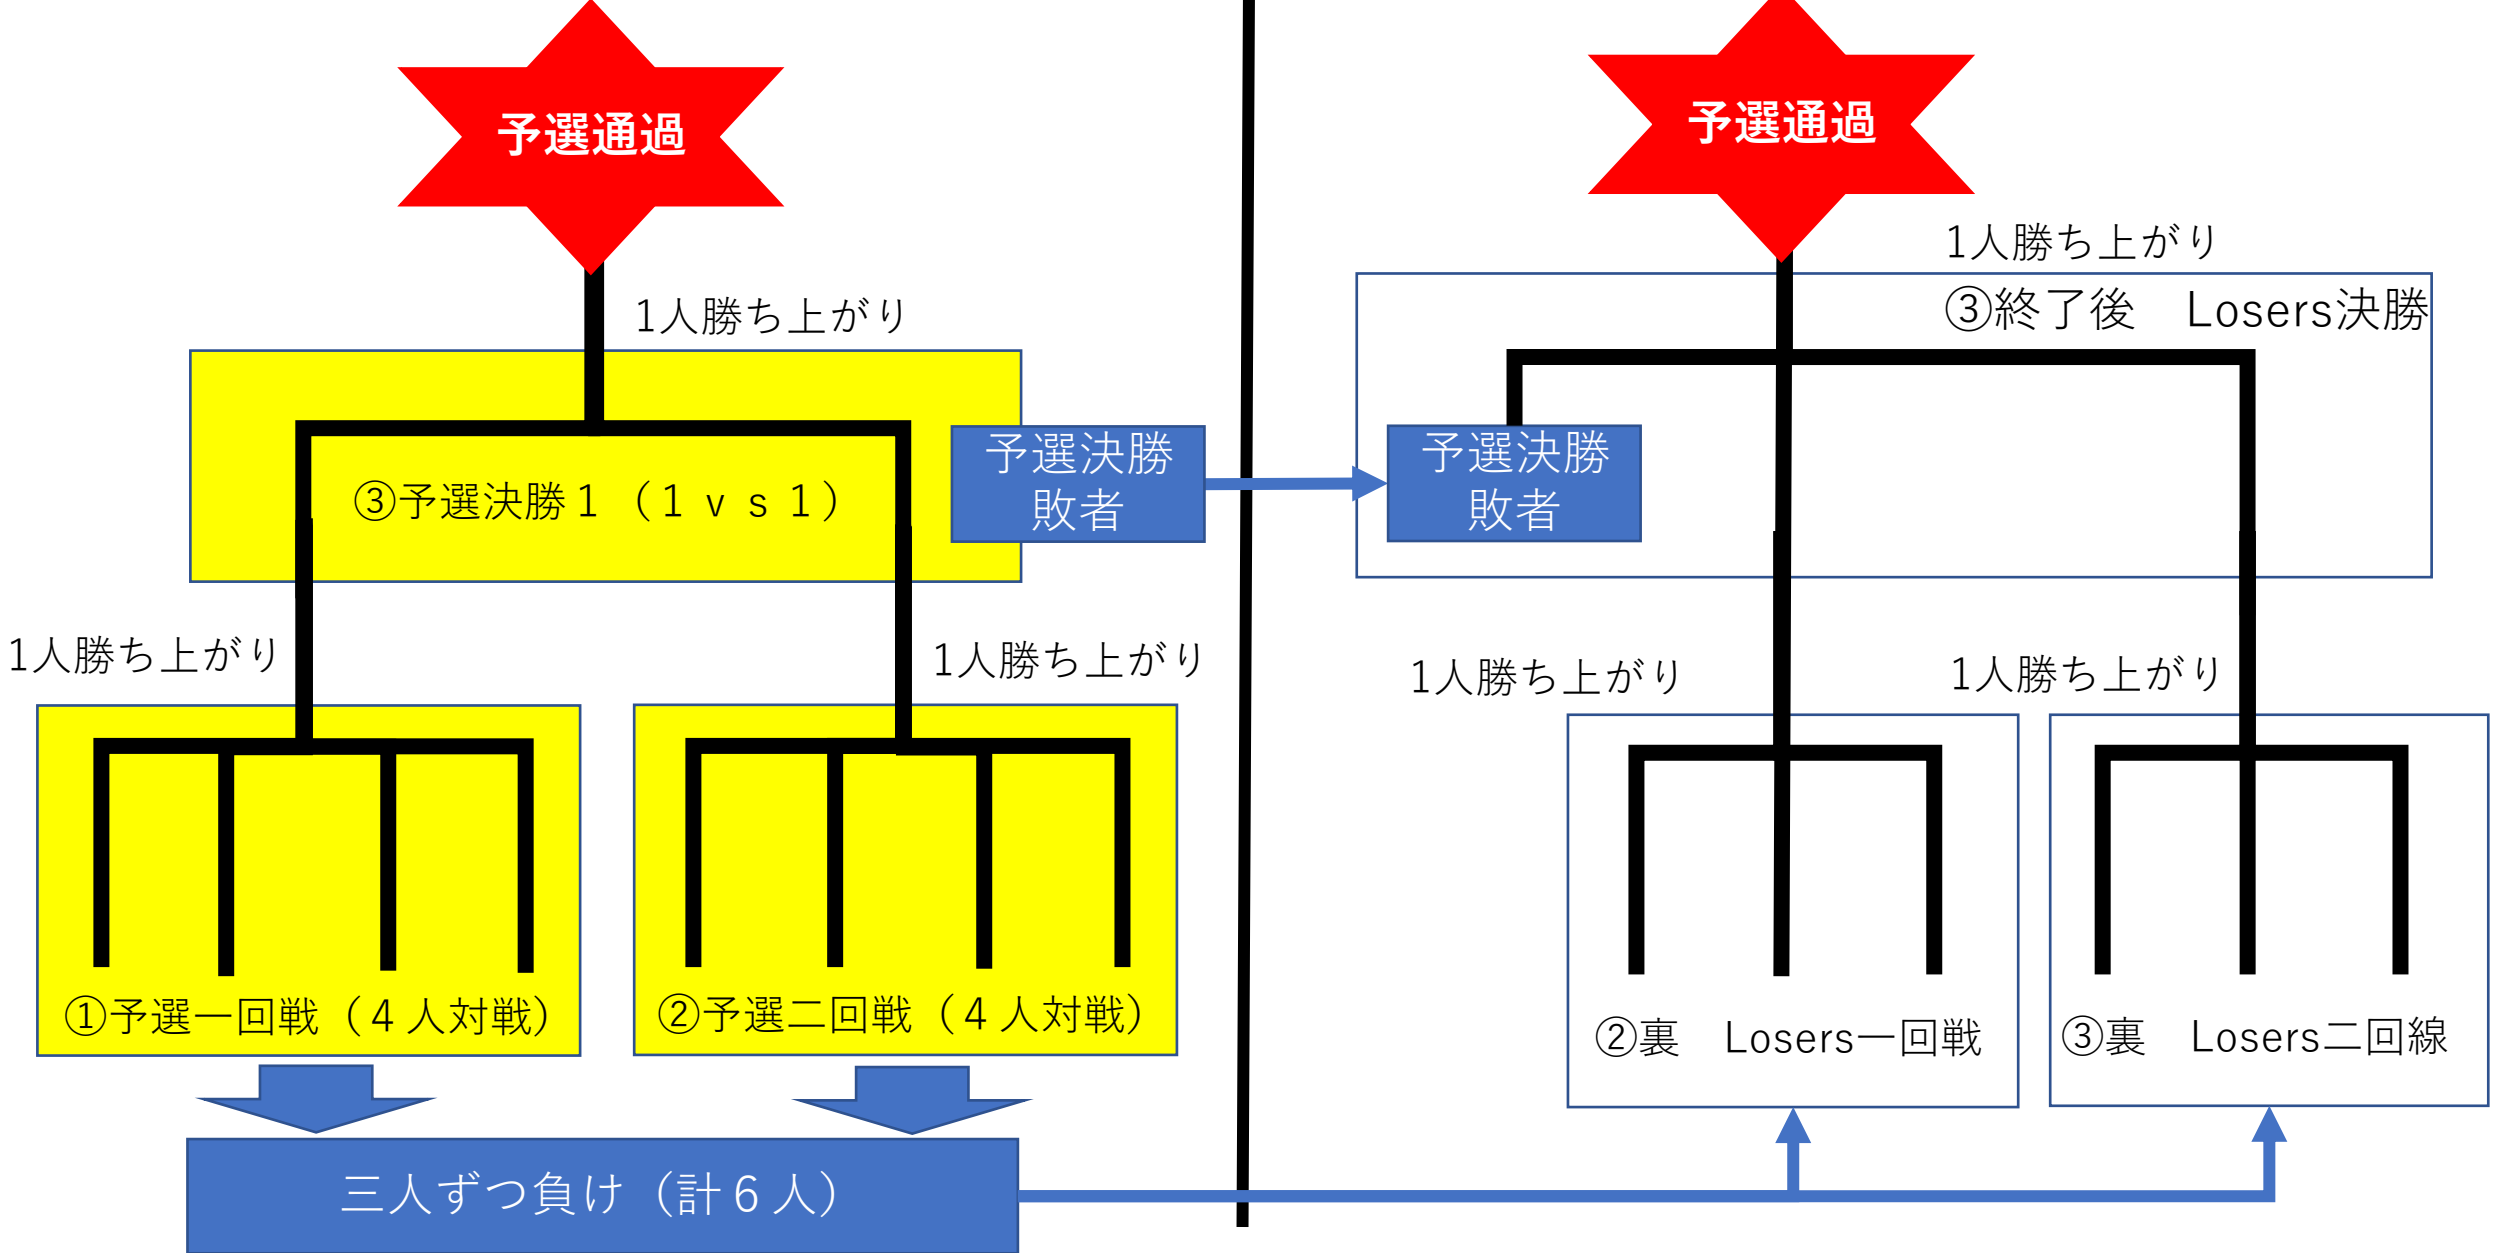 予選通過
1人勝ち上がり
③予選決勝１（１ｖｓ１）
予選決勝
敗者
1人勝ち上がり
1人勝ち上がり
①予選一回戦（４人対戦)
②予選二回戦（４人対戦)
三人ずつ負け（計６人）
予選通過
1人勝ち上がり
③終了後　Losers決勝
予選決勝
敗者
1人勝ち上がり
1人勝ち上がり
②裏　Losers一回戦
③裏　Losers二回線